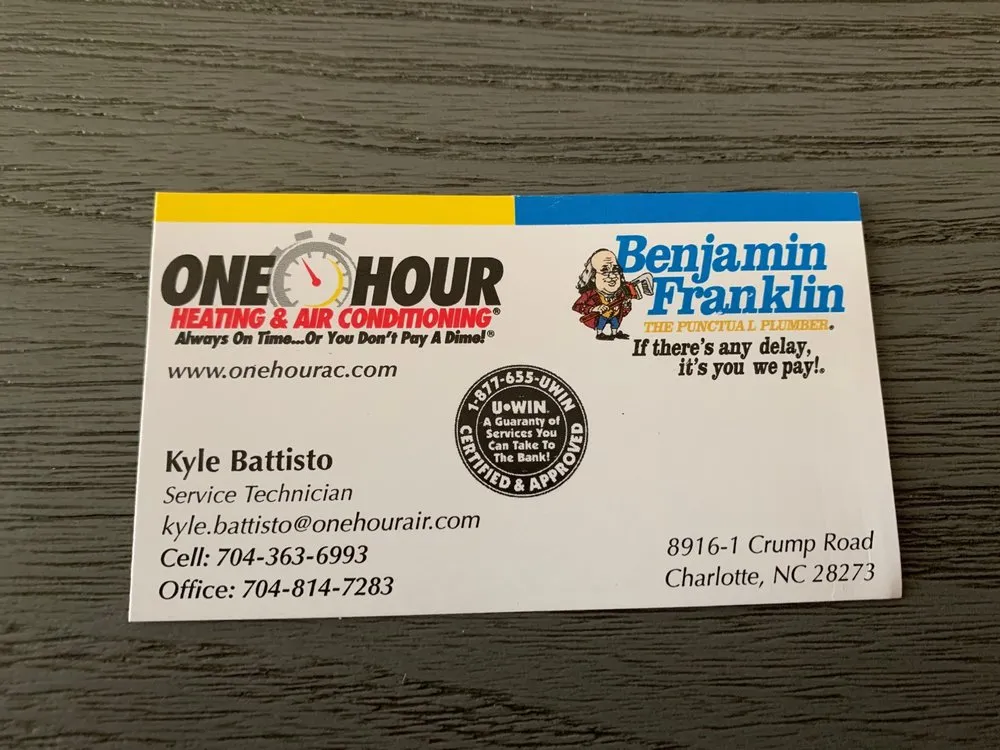 ONE HOUR
HEATING & AIR CONDITIONING®
Always On Time...Or You Don't Pay A Dime!®
www.onehourac.com
Benjamin
Franklin
THE PUNCTUAL PLUMBER®
If there's any delay,
it's you we pay!®
1-877-655-UWIN
U•WIN
A Guaranty of
Services You
Can Take To
The Bank!
CERTIFIED & APPROVED
Kyle Battisto
Service Technician
kyle.battisto@onehourair.com
Cell: 704-363-6993
Office: 704-814-7283
8916-1 Crump Road
Charlotte, NC 28273